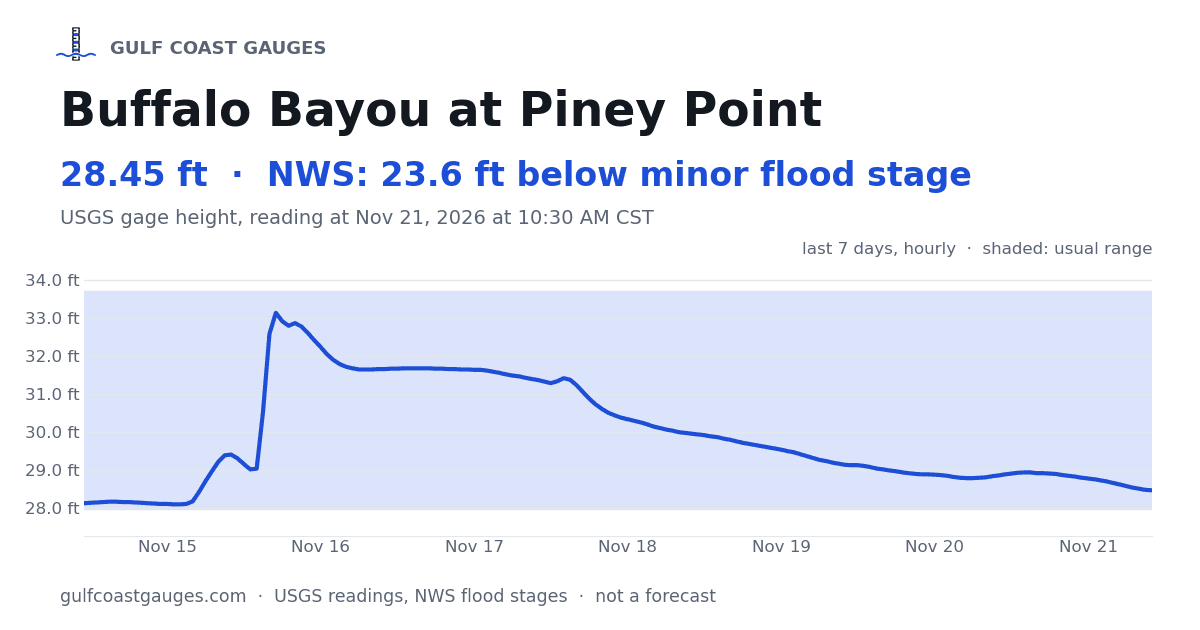 GULF COAST GAUGES
Buffalo Bayou at Piney Point
28.45 ft · NWS: 23.6 ft below minor flood stage
USGS gage height, reading at Nov 21, 2026 at 10:30 AM CST
last 7 days, hourly · shaded: usual range
34.0 ft
33.0 ft
32.0 ft
31.0 ft
30.0 ft
29.0 ft
28.0 ft
Nov 15 Nov 16 Nov 17 Nov 18 Nov 19 Nov 20 Nov 21
gulfcoastgauges.com · USGS readings, NWS flood stages · not a forecast